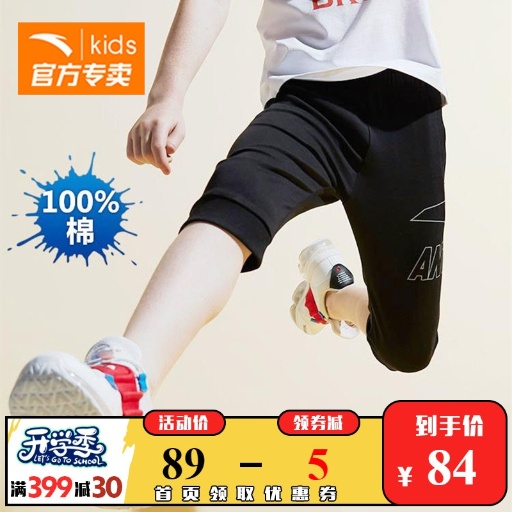 kids
官方专卖
100%
棉
开学季
LET'S GO TO SCHOOL
满399减30
活动价
89
-
领券减
5
首页领取优惠券
到手价
¥ 84